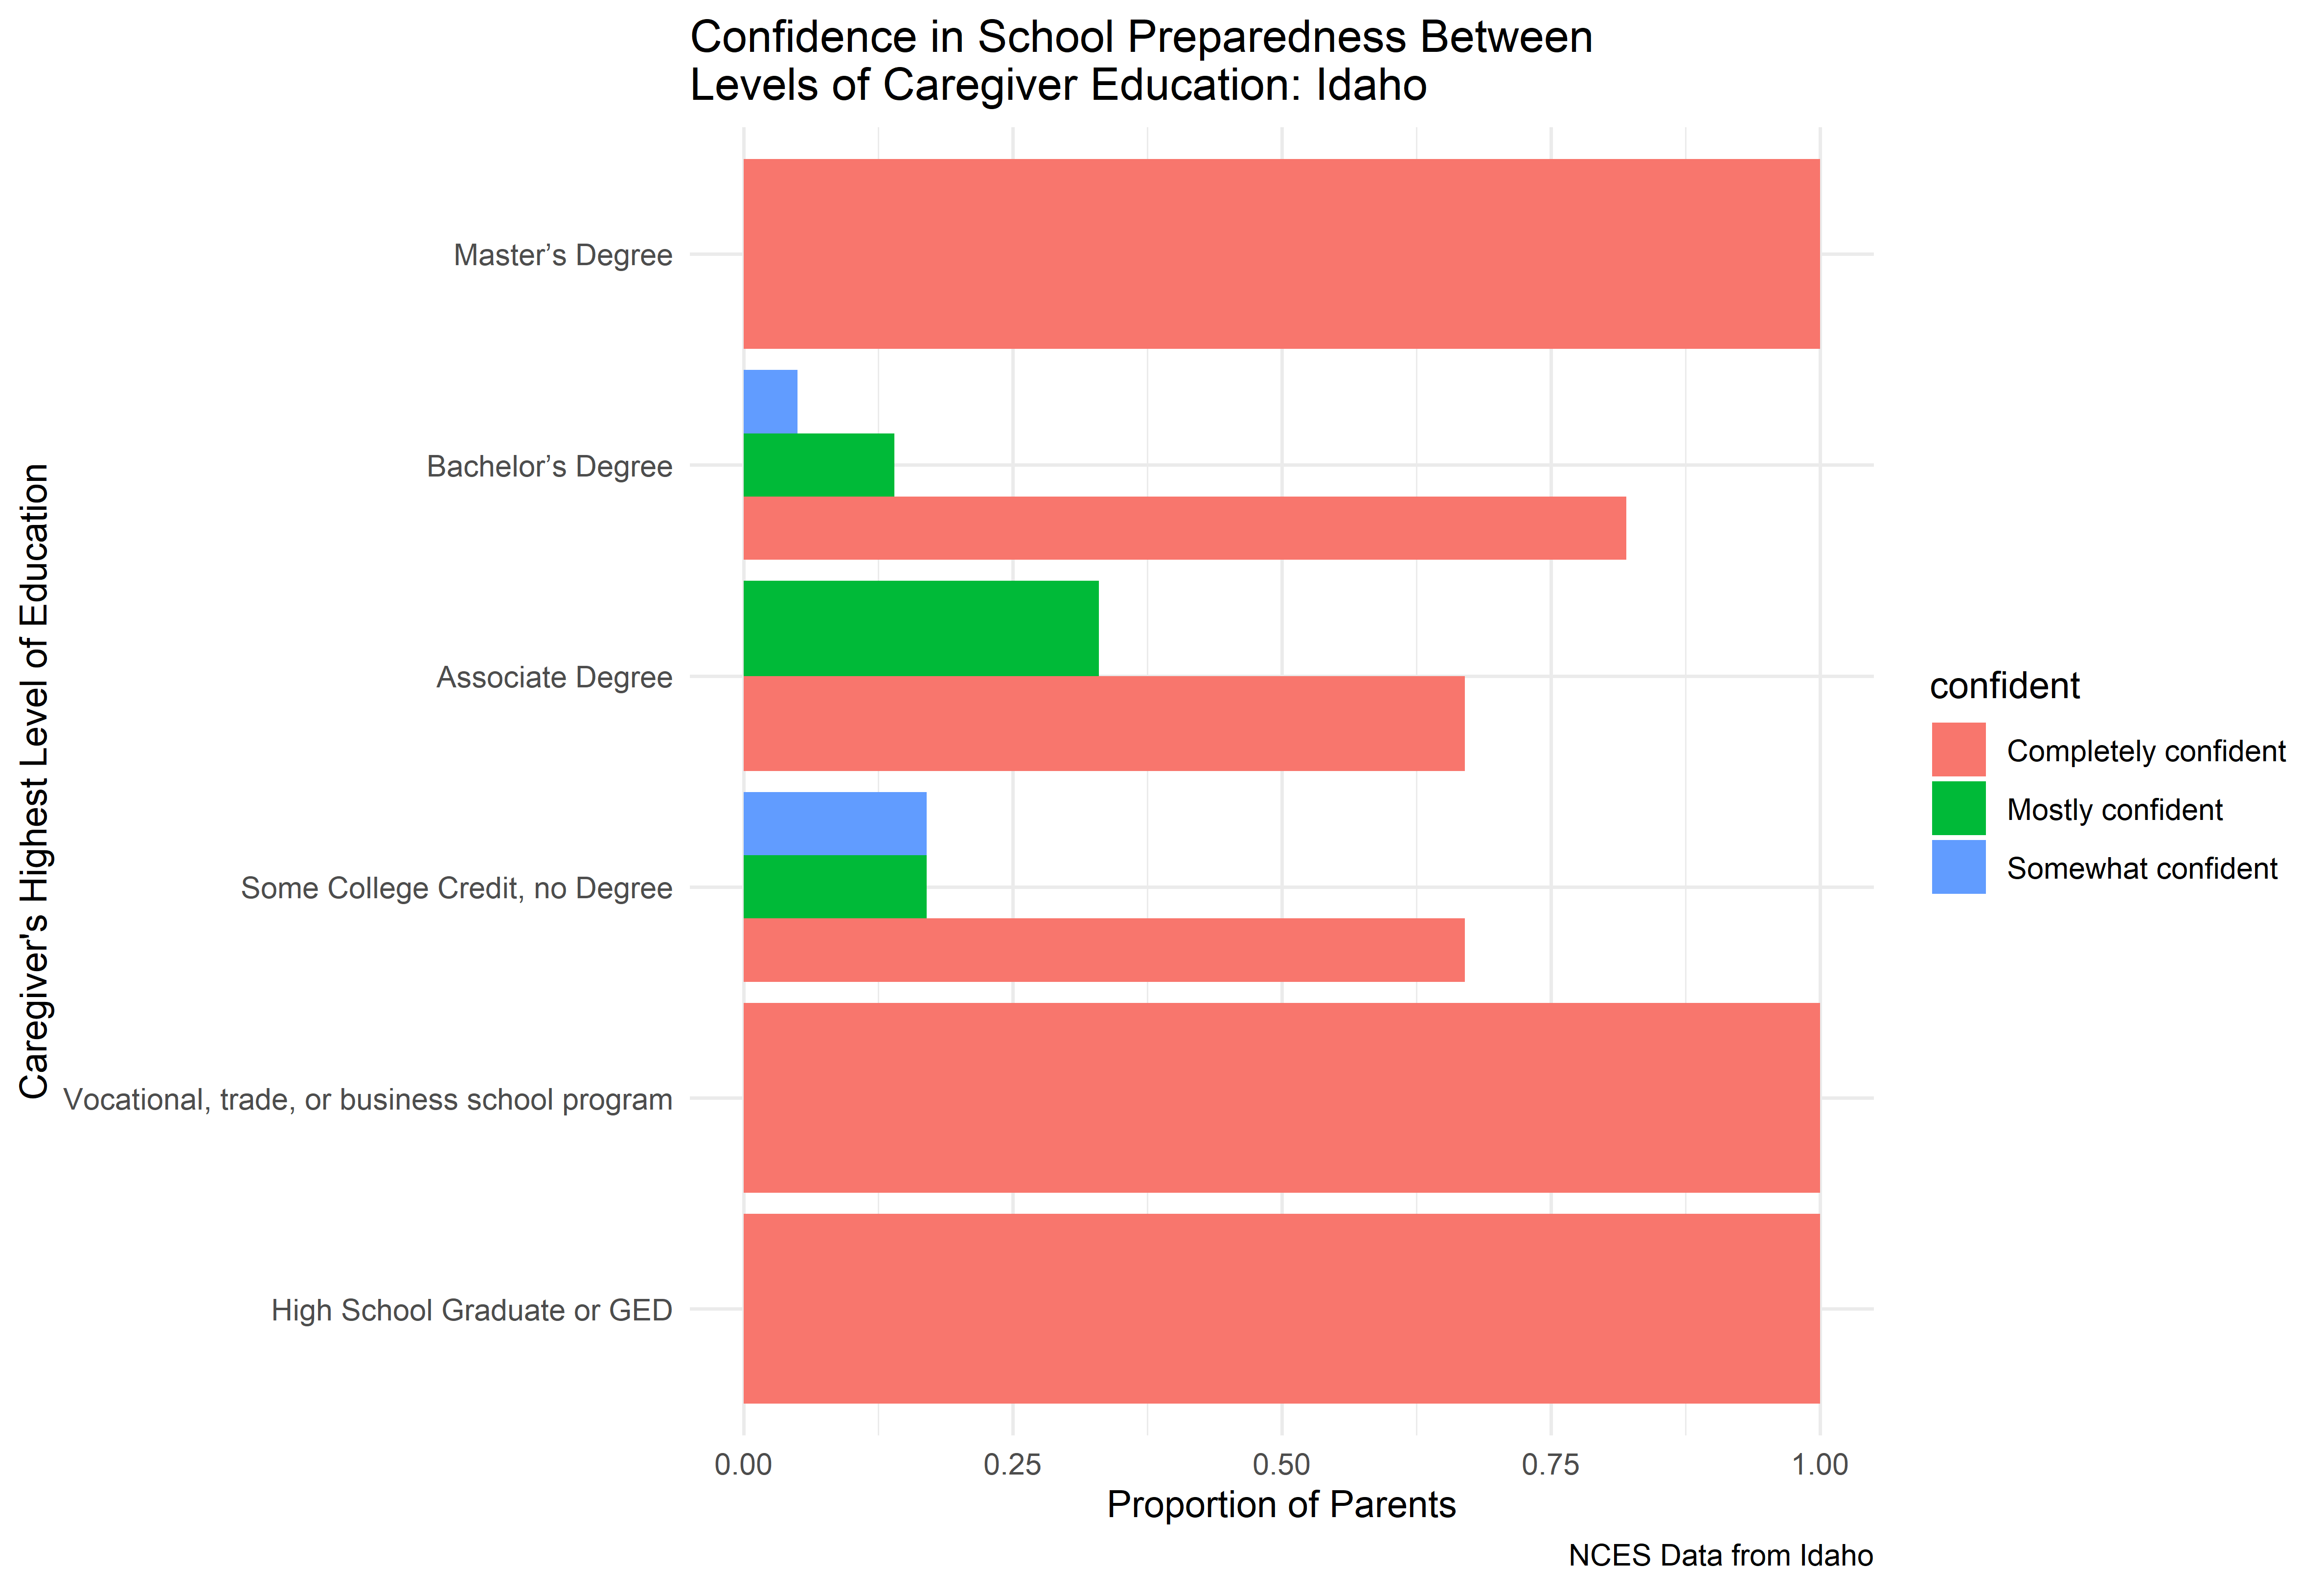 Confidence in School Preparedness Between
Levels of Caregiver Education: Idaho
Caregiver's Highest Level of Education
Master’s Degree
Bachelor’s Degree
Associate Degree
Some College Credit, no Degree
Vocational, trade, or business school program
High School Graduate or GED
0.00
0.25
0.50
0.75
1.00
Proportion of Parents
confident
Completely confident
Mostly confident
Somewhat confident
NCES Data from Idaho